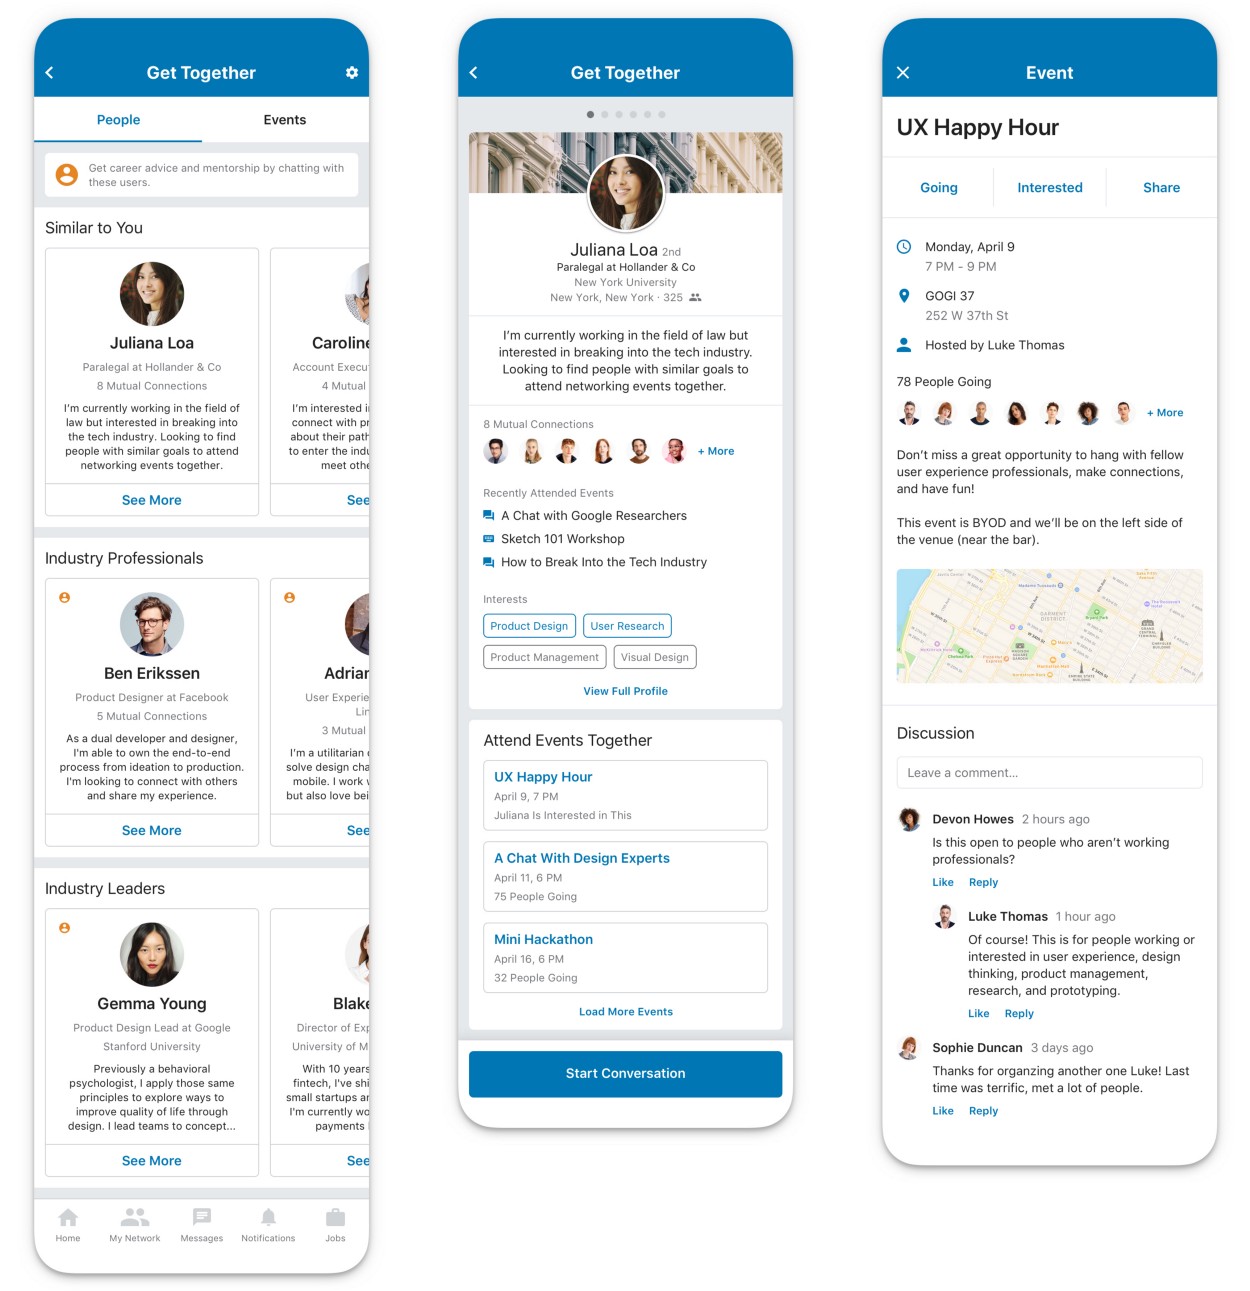 Get Together
People
Events
Get career advice and mentorship by chatting with
these users.
Similar to You
Juliana Loa
Paralegal at Hollander & Co
8 Mutual Connections
I'm currently working in the field of
law but interested in breaking into
the tech industry. Looking to find
people with similar goals to attend
networking events together.
See More
Caroline
Account Execu
4 Mutual
I'm interested i
connect with pr
about their path
to enter the indu
meet othe
See
Industry Professionals
Ben Erikssen
Product Designer at Facebook
5 Mutual Connections
As a dual developer and designer,
I'm able to own the end-to-end
process from ideation to production.
I'm looking to connect with others
and share my experience.
See More
Adrian
User Experie
Lin
3 Mutual
I'm a utilitarian
solve design cha
mobile. I work
but also love bei
See
Industry Leaders
Gemma Young
Product Design Lead at Google
Stanford University
Previously a behavioral
psychologist, I apply those same
principles to explore ways to
improve quality of life through
design. I lead teams to concept...
See More
Blake
Director of Exp
University of M
With 10 years
fintech, I've shi
small startups a
I'm currently wo
payments
See
Home
My Network
Messages
Notifications
Jobs
Get Together
Juliana Loa 2nd
Paralegal at Hollander & Co
New York University
New York, New York · 325
I'm currently working in the field of law but
interested in breaking into the tech industry.
Looking to find people with similar goals to
attend networking events together.
8 Mutual Connections
+ More
Recently Attended Events
A Chat with Google Researchers
Sketch 101 Workshop
How to Break Into the Tech Industry
Interests
Product Design
User Research
Product Management
Visual Design
View Full Profile
Attend Events Together
UX Happy Hour
April 9, 7 PM
Juliana Is Interested in This
A Chat With Design Experts
April 11, 6 PM
75 People Going
Mini Hackathon
April 16, 6 PM
32 People Going
Load More Events
Start Conversation
Event
UX Happy Hour
Going
Interested
Share
Monday, April 9
7 PM - 9 PM
GOGI 37
252 W 37th St
Hosted by Luke Thomas
78 People Going
+ More
Don't miss a great opportunity to hang with fellow
user experience professionals, make connections,
and have fun!
This event is BYOD and we'll be on the left side of
the venue (near the bar).
GARMENT
DISTRICT
Bryant Park
Discussion
Leave a comment...
Devon Howes 2 hours ago
Is this open to people who aren't working
professionals?
Like Reply
Luke Thomas 1 hour ago
Of course! This is for people working or
interested in user experience, design
thinking, product management,
research, and prototyping.
Like Reply
Sophie Duncan 3 days ago
Thanks for organzing another one Luke! Last
time was terrific, met a lot of people.
Like Reply